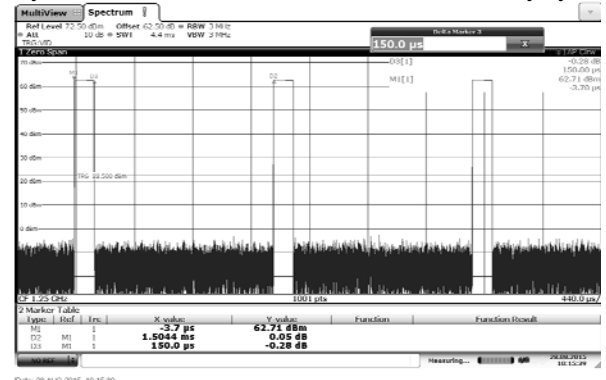 MultiView Spectrum
Ref Level 72.50 dBm Offset 62.50 dB RBW 3 MHz
Att 10 dB SWT 4.4 ms VBW 3 MHz
TRG:VID
Delta Marker 3
150.0 µs x
1 Zero Span 1AP Clrw
D3[1] -0.28 dB
150.00 µs
M1[1] 62.71 dBm
-3.70 µs
M1 D3 D2
60 dBm
50 dBm
40 dBm
30 dBm
TRG 22.500 dBm
20 dBm
10 dBm
0 dBm
CF 1.25 GHz 1001 pts 440.0 µs/
2 Marker Table
Type Ref Trc X value Y value Function Function Result
M1 1 -3.7 µs 62.71 dBm
D2 M1 1 1.5044 ms 0.05 dB
D3 M1 1 150.0 µs -0.28 dB
Measuring... 28.08.2015
10:15:39